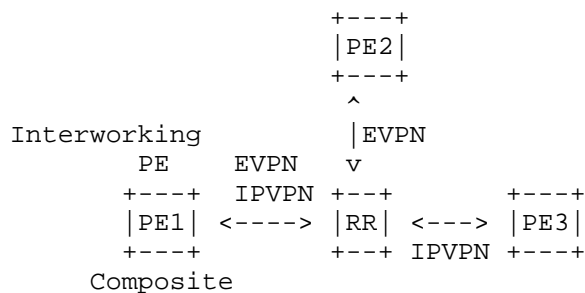 +---+
|PE2|
+---+
^
Interworking |EVPN
PE EVPN v
+---+ IPVPN +--+ +---+
|PE1| <----> |RR| <---> |PE3|
+---+ +--+ IPVPN +---+
Composite